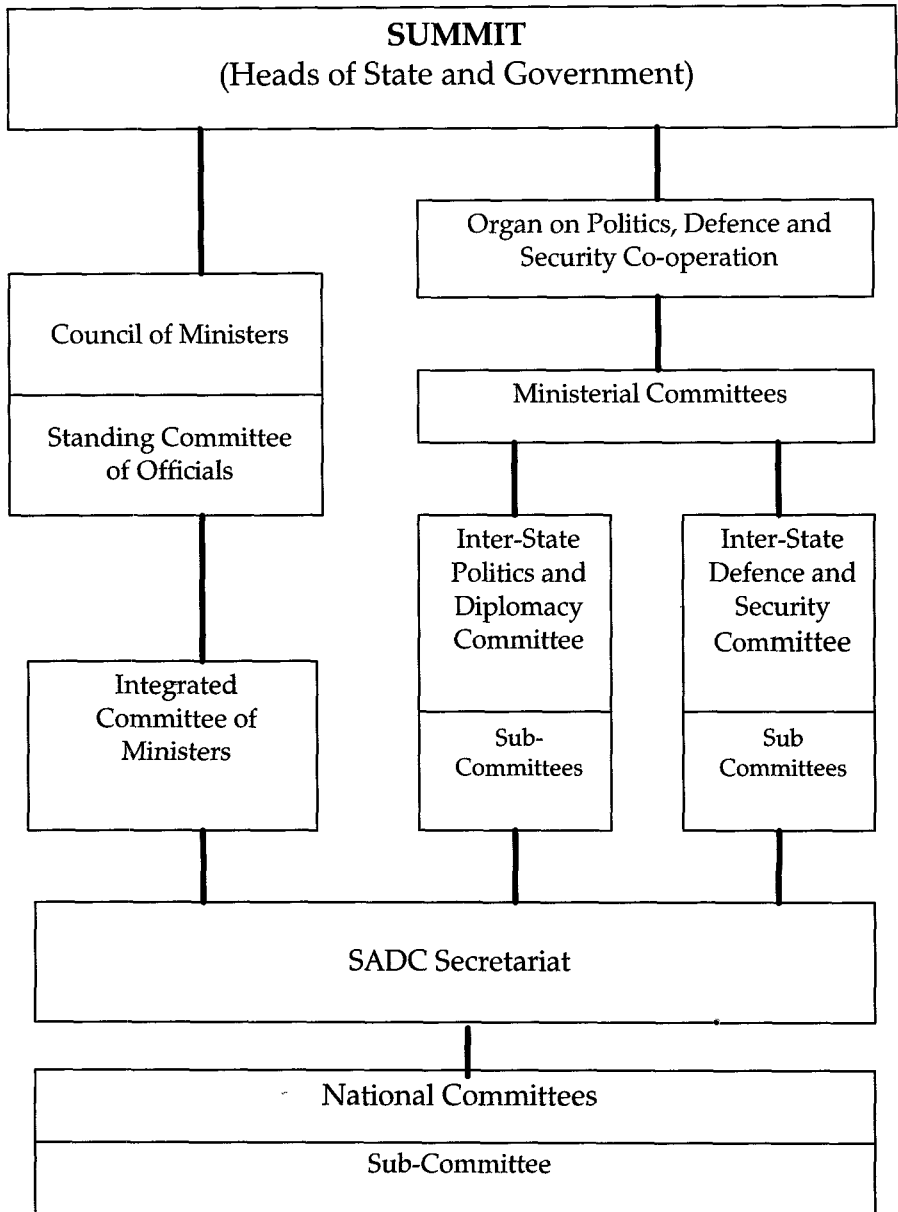 SUMMIT
(Heads of State and Government)
Organ on Politics, Defence and
Security Co-operation
Council of Ministers
Standing Committee
of Officials
Ministerial Committees
Inter-State
Politics and
Diplomacy
Committee
Sub-
Committees
Inter-State
Defence and
Security
Committee
Sub
Committees
Integrated
Committee of
Ministers
SADC Secretariat
National Committees
Sub-Committee